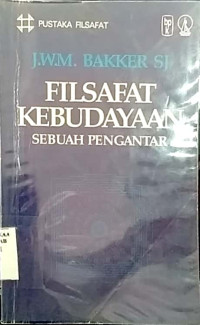 PUSTAKA FILSAFAT
J.W.M. BAKKER SJ
FILSAFAT
KEBUDAYAAN
SEBUAH PENGANTAR